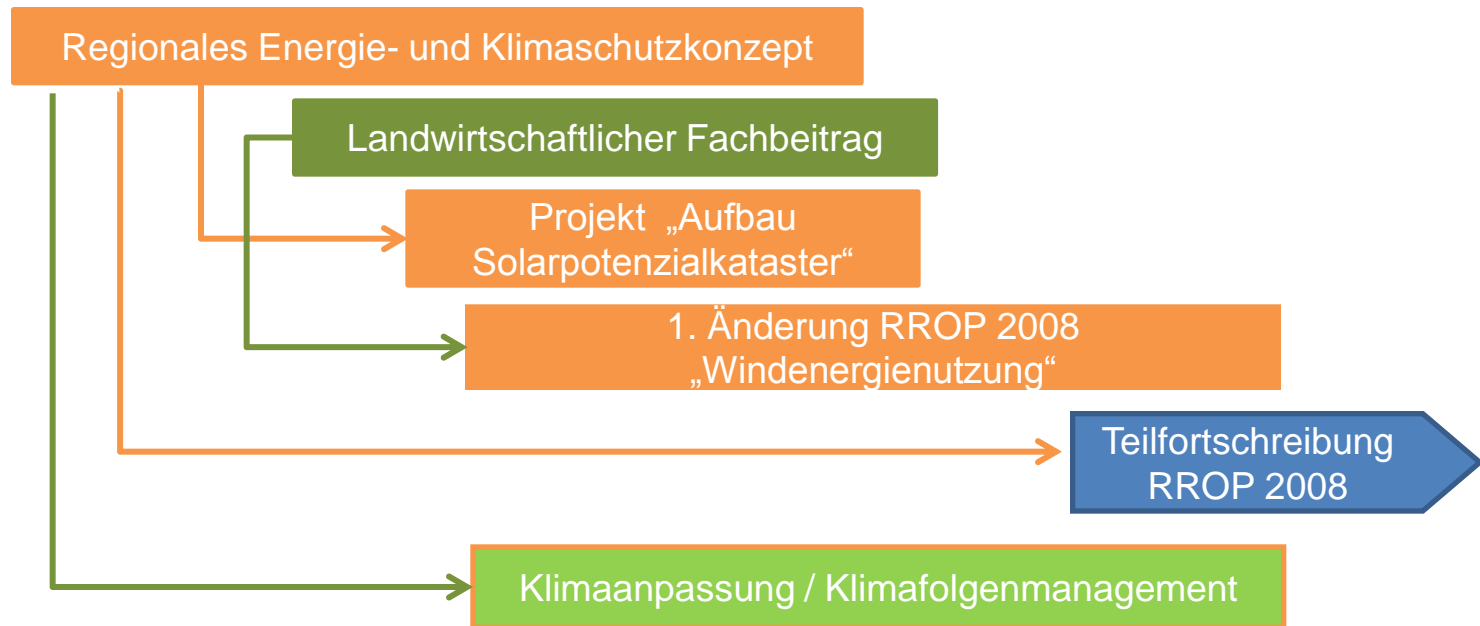 Regionales Energie- und Klimaschutzkonzept
Landwirtschaftlicher Fachbeitrag
Projekt „Aufbau
Solarpotenzialkataster“
1. Änderung RROP 2008
„Windenergienutzung“
Teilfortschreibung
RROP 2008
Klimaanpassung / Klimafolgenmanagement